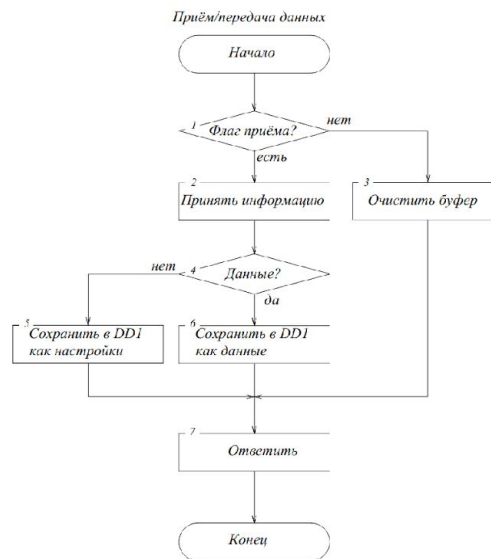 Приём/передача данных
Начало
1 Флаг приёма? нет
есть
2
Принять информацию
3
Очистить буфер
нет 4 Данные?
да
5
Сохранить в DD1
как настройки
6
Сохранить в DD1
как данные
7
Ответить
Конец